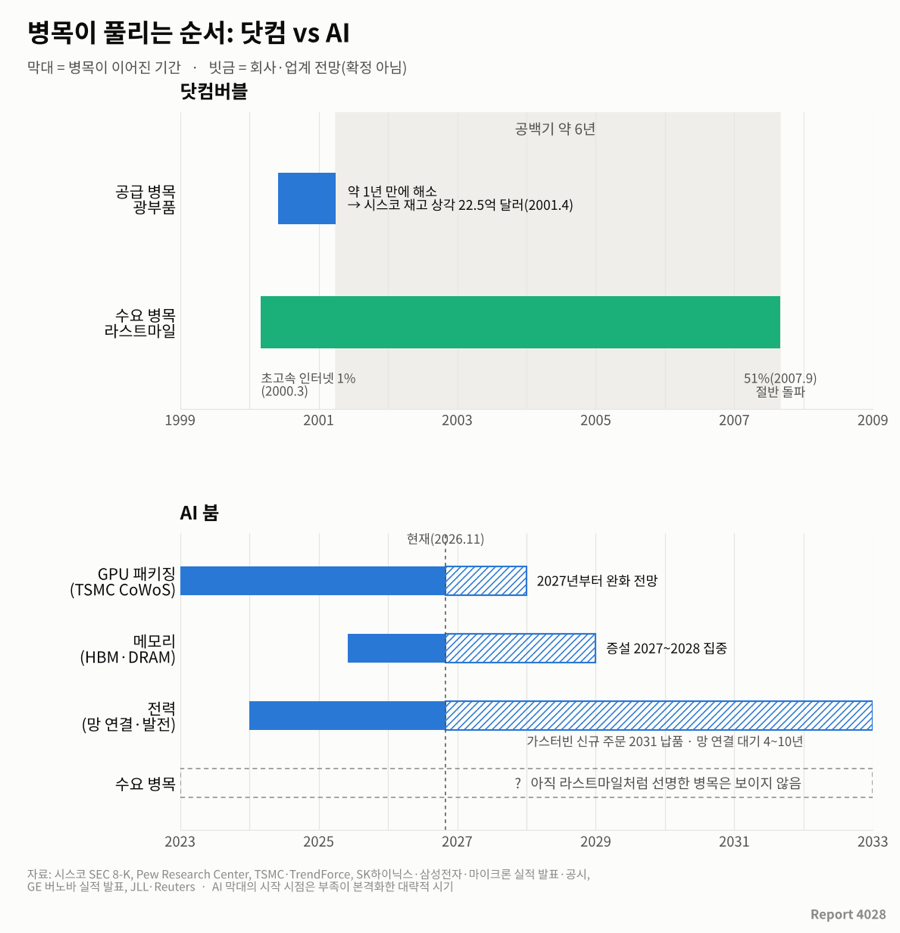 병목이 풀리는 순서: 닷컴 vs AI
막대 = 병목이 이어진 기간 · 빗금 = 회사·업계 전망(확정 아님)
닷컴버블
공백기 약 6년
공급 병목
광부품
약 1년 만에 해소
→ 시스코 재고 상각 22.5억 달러(2001.4)
수요 병목
라스트마일
초고속 인터넷 1%
(2000.3)
51%(2007.9)
절반 돌파
1999 2001 2003 2005 2007 2009
AI 붐
현재(2026.11)
GPU 패키징
(TSMC CoWoS)
2027년부터 완화 전망
메모리
(HBM·DRAM)
증설 2027~2028 집중
전력
(망 연결·발전)
가스터빈 신규 주문 2031 납품 · 망 연결 대기 4~10년
수요 병목
? 아직 라스트마일처럼 선명한 병목은 보이지 않음
2023 2025 2027 2029 2031 2033
자료: 시스코 SEC 8-K, Pew Research Center, TSMC·TrendForce, SK하이닉스·삼성전자·마이크론 실적 발표·공시,
GE 버노바 실적 발표, JLL·Reuters · AI 막대의 시작 시점은 부족이 본격화한 대략적 시기
Report 4028